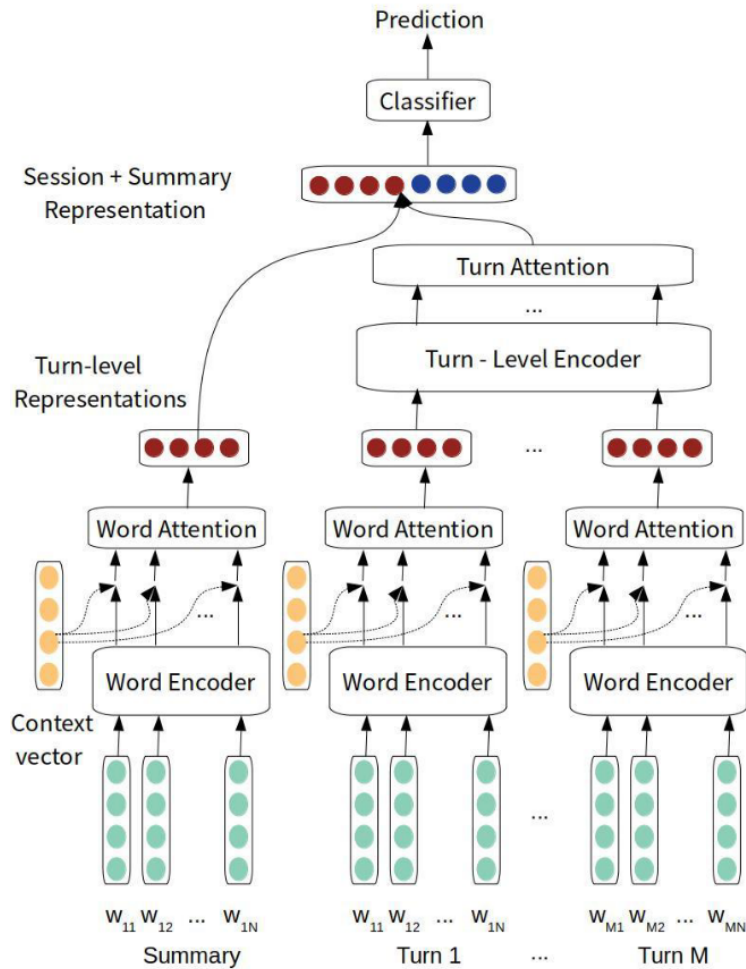 Prediction
Classifier
Session + Summary
Representation
Turn Attention
...
Turn - Level Encoder
Turn-level
Representations
...
Word Attention
Word Attention
Word Attention
...
...
...
Word Encoder
Word Encoder
Word Encoder
Context
vector
...
w11 w12 ... w1N
w11 w12 ... w1N
wM1 wM2 ... wMN
Summary
Turn 1
...
Turn M